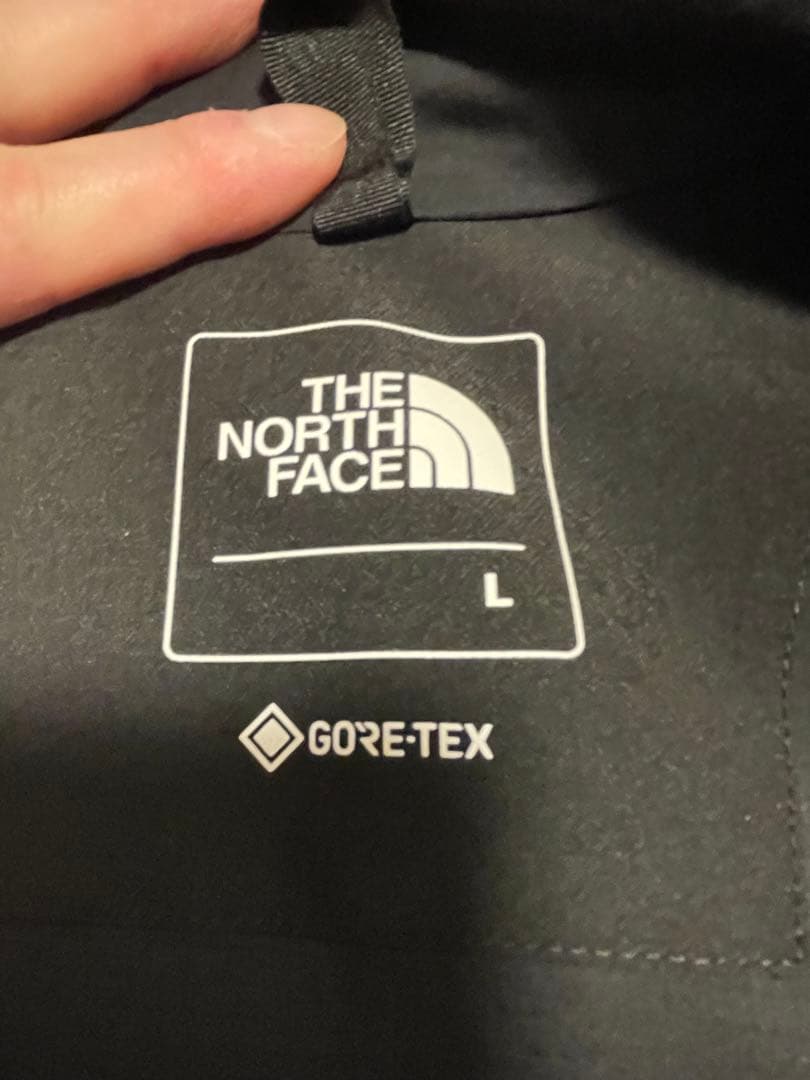 THE
NORTH
FACE
L
GORE-TEX